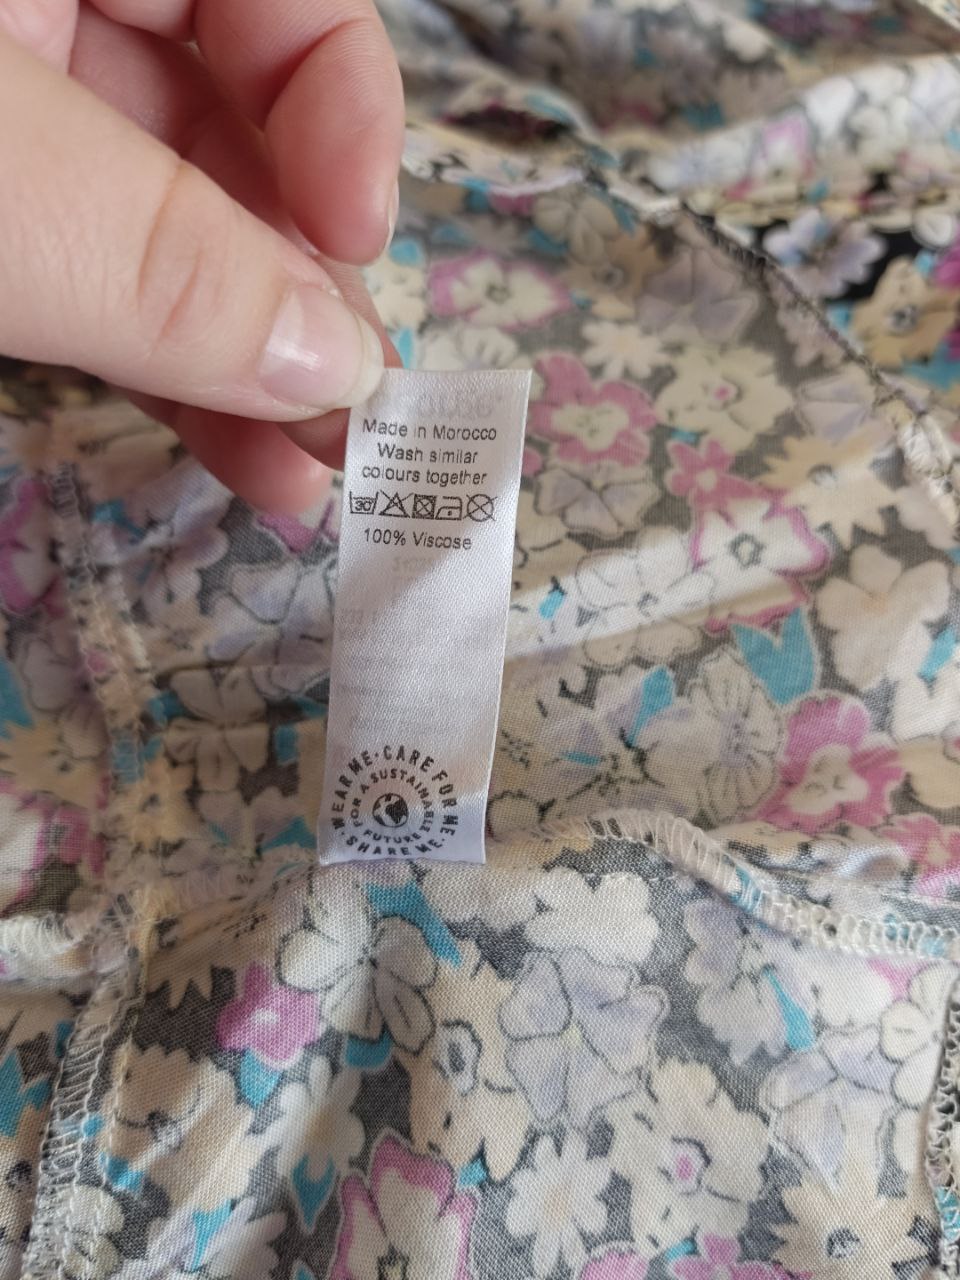 Made in Morocco
Wash similar
colours together
30°
100% Viscose
WEAR ME · CARE FOR ME · SHARE ME ·
FOR A SUSTAINABLE FUTURE